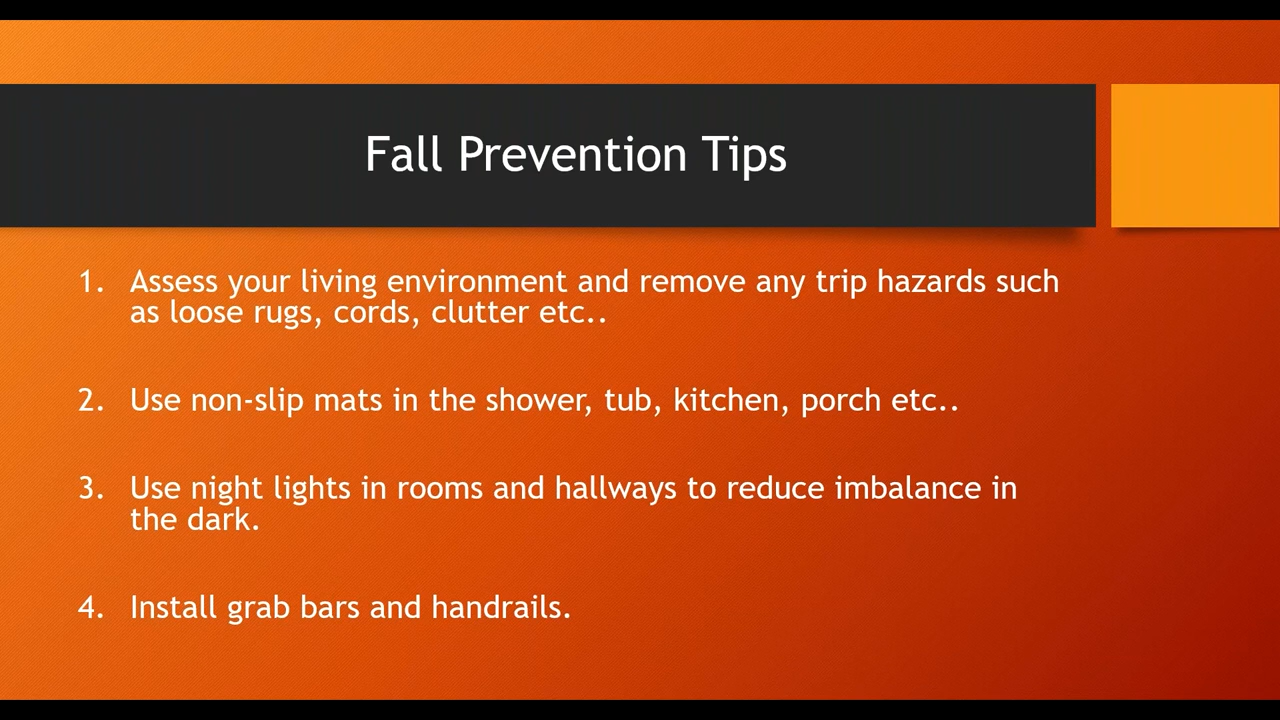 Fall Prevention Tips
1. Assess your living environment and remove any trip hazards such
as loose rugs, cords, clutter etc..
2. Use non-slip mats in the shower, tub, kitchen, porch etc..
3. Use night lights in rooms and hallways to reduce imbalance in
the dark.
4. Install grab bars and handrails.